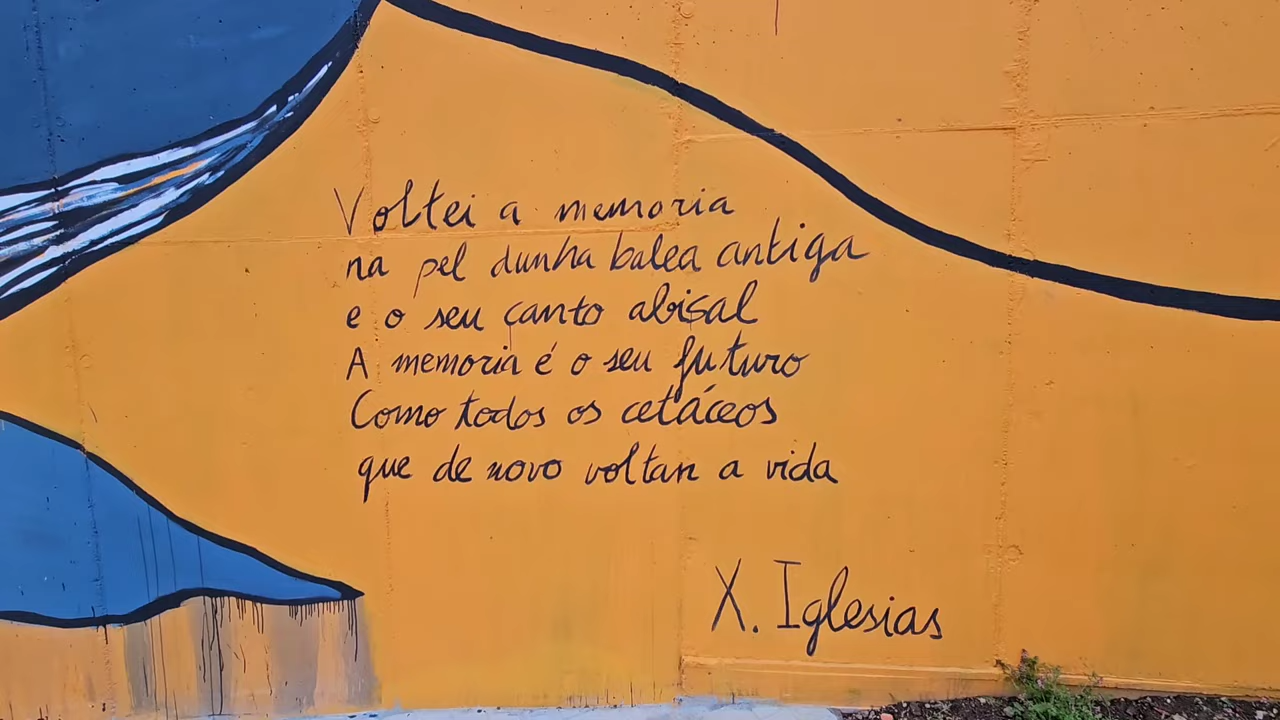 Voltei a memoria
na pel dunha balea antiga
e o seu canto abisal
A memoria é o seu futuro
Como todos os cetáceos
que de novo voltan a vida
X. Iglesias